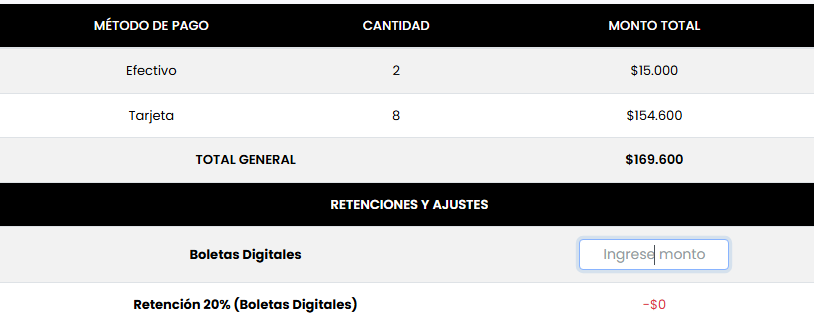 MÉTODO DE PAGO CANTIDAD MONTO TOTAL
Efectivo 2 $15.000
Tarjeta 8 $154.600
TOTAL GENERAL $169.600
RETENCIONES Y AJUSTES
Boletas Digitales Ingrese monto
Retención 20% (Boletas Digitales) -$0